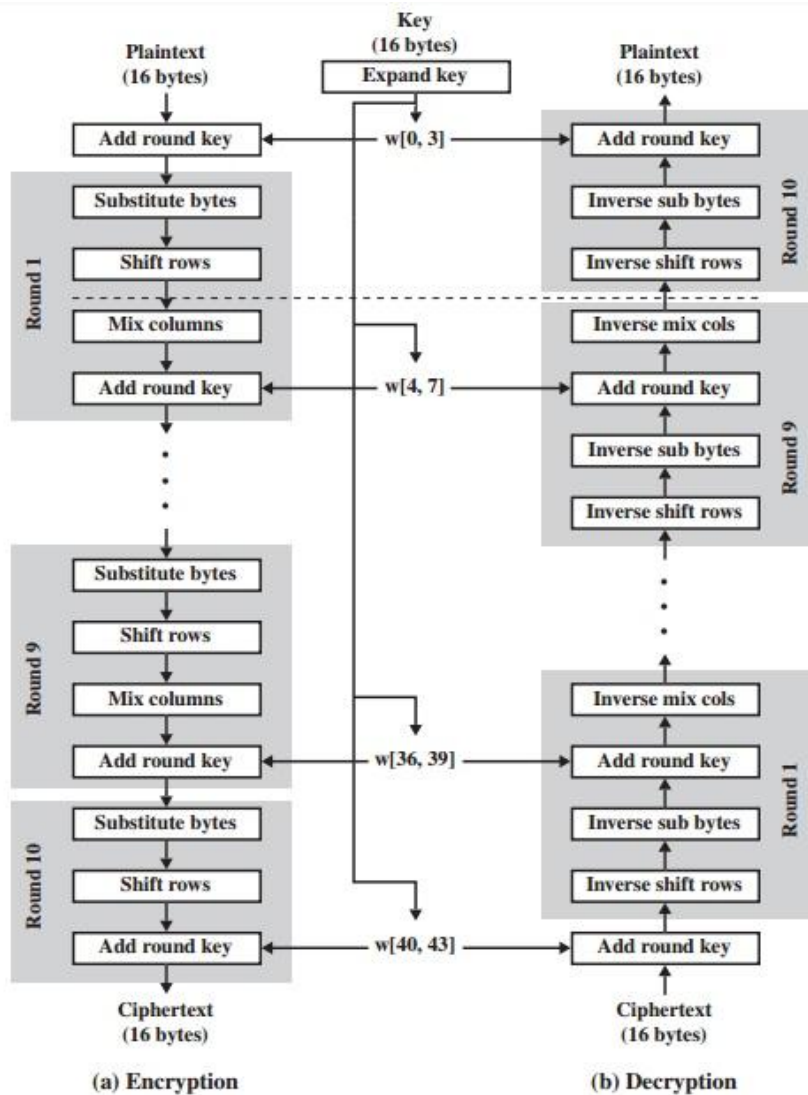 Key
(16 bytes)
Plaintext
(16 bytes)
Expand key
Plaintext
(16 bytes)
Add round key
w[0, 3]
Add round key
Round 1
Substitute bytes
Shift rows
Mix columns
Add round key
w[4, 7]
Round 10
Inverse sub bytes
Inverse shift rows
Round 9
Inverse mix cols
Add round key
Inverse sub bytes
Inverse shift rows
Round 9
Substitute bytes
Shift rows
Mix columns
Add round key
w[36, 39]
Round 1
Inverse mix cols
Add round key
Inverse sub bytes
Inverse shift rows
Round 10
Substitute bytes
Shift rows
Add round key
w[40, 43]
Add round key
Ciphertext
(16 bytes)
Ciphertext
(16 bytes)
(a) Encryption
(b) Decryption